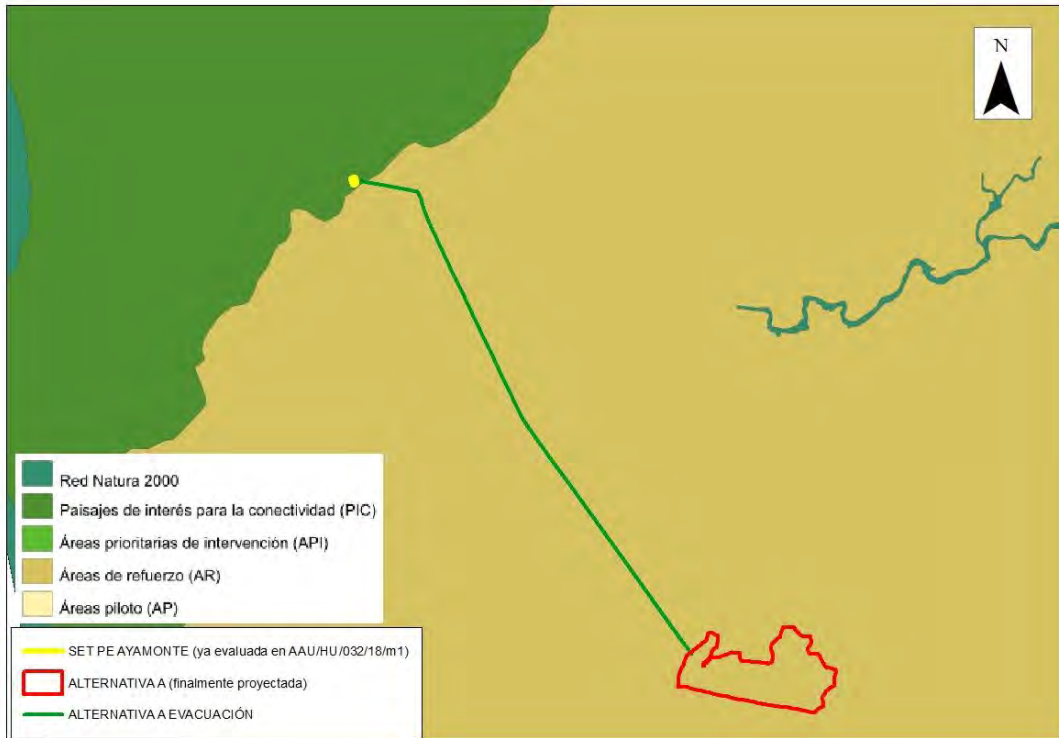 N
Red Natura 2000
Paisajes de interés para la conectividad (PIC)
Áreas prioritarias de intervención (API)
Áreas de refuerzo (AR)
Áreas piloto (AP)
SET PE AYAMONTE (ya evaluada en AAU/HU/032/18/m1)
ALTERNATIVA A (finalmente proyectada)
ALTERNATIVA A EVACUACIÓN